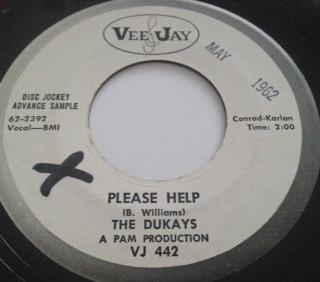 VEE JAY
MAY 1962
DISC JOCKEY
ADVANCE SAMPLE
62-2392
Vocal—BMI
Conrad-Karlan
Time: 2:00
X
PLEASE HELP
(B. Williams)
THE DUKAYS
A PAM PRODUCTION
VJ 442